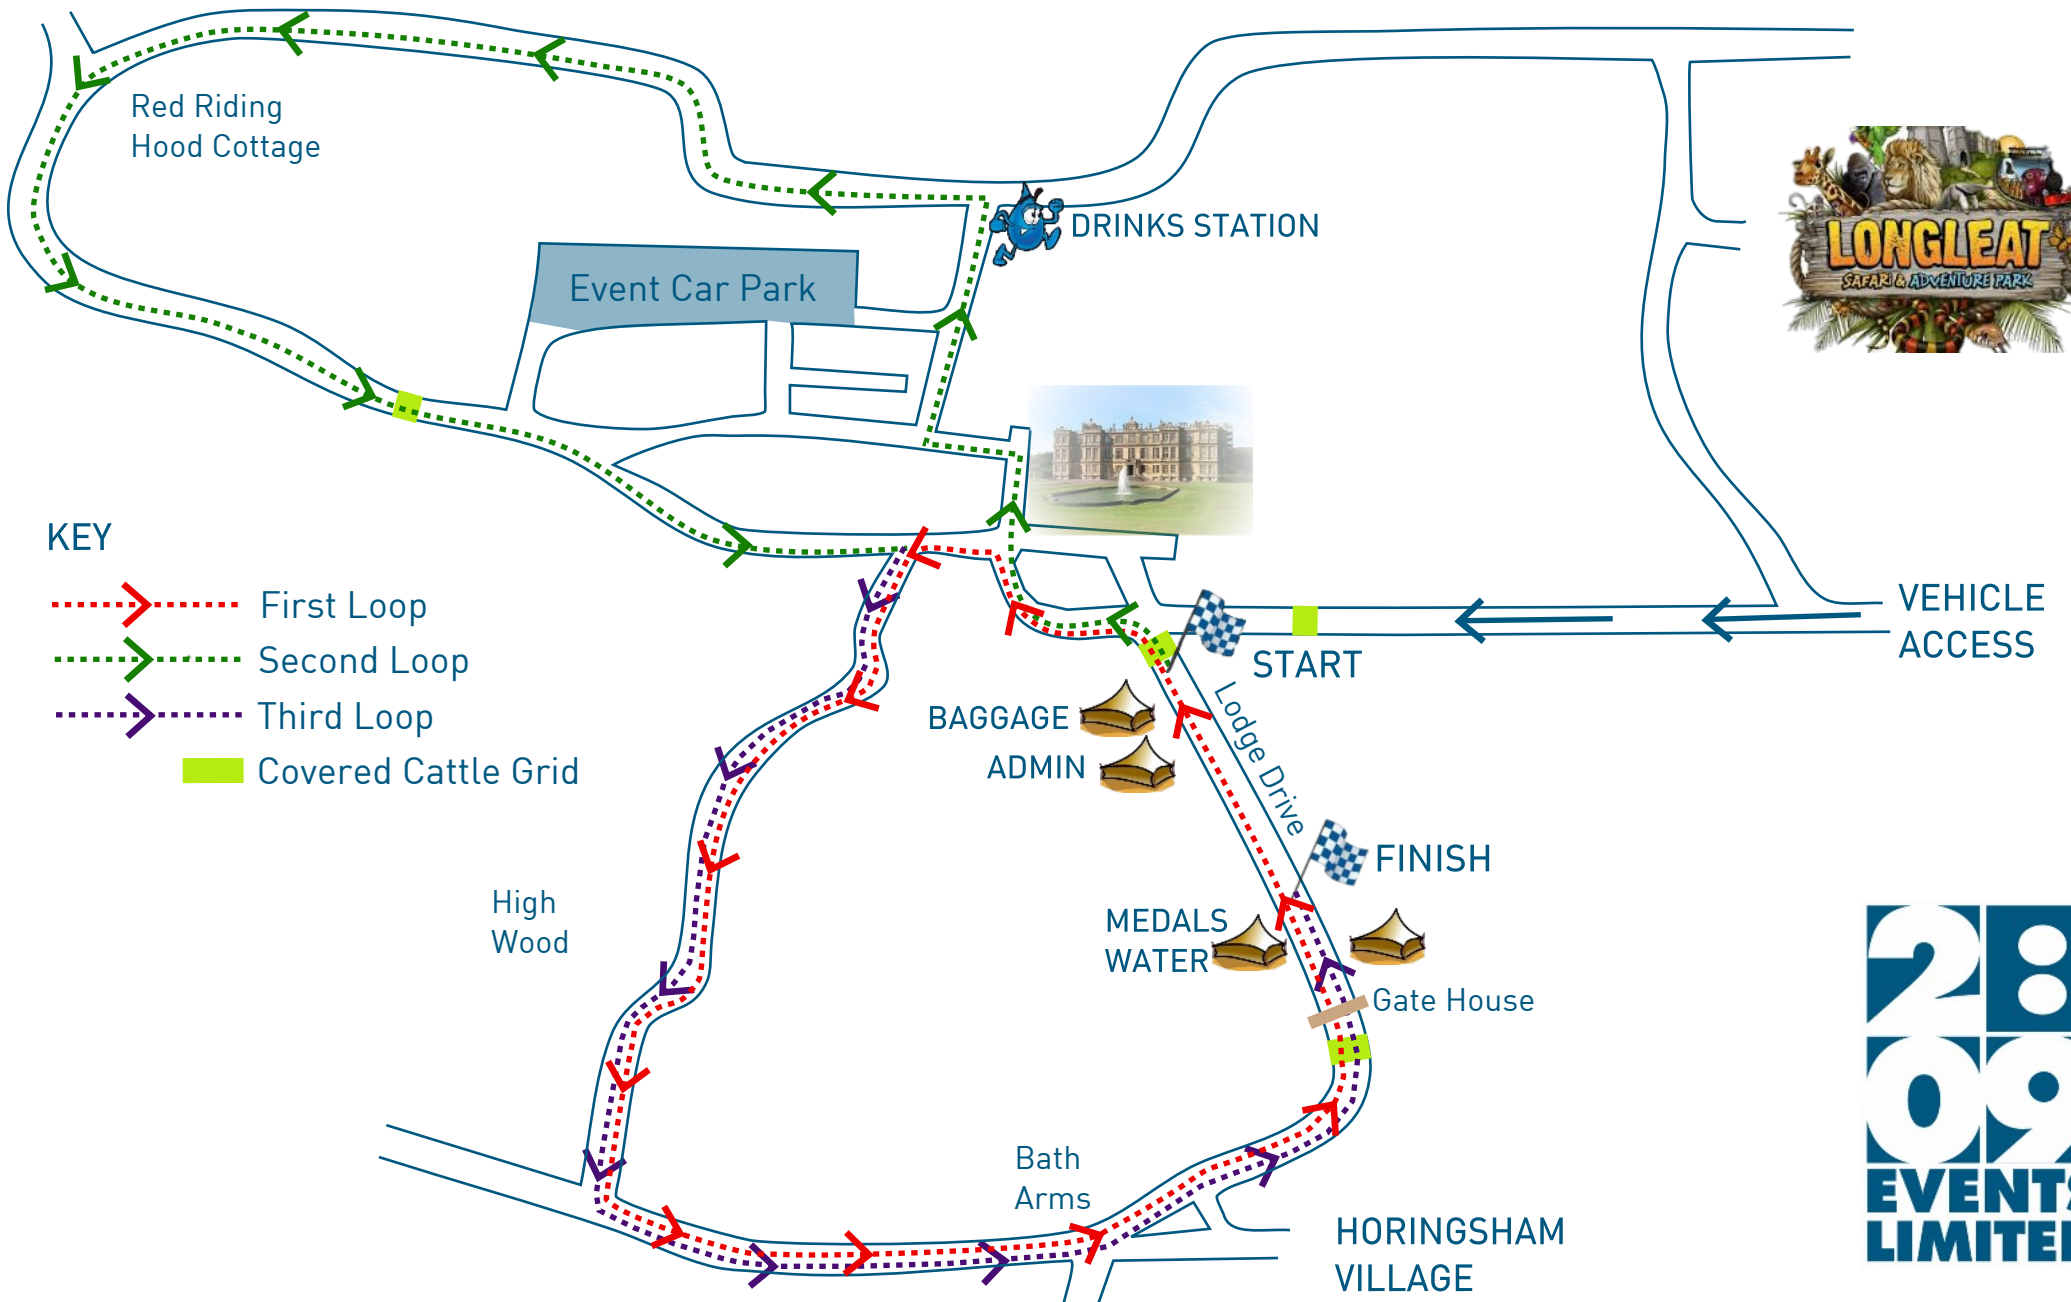 Red Riding
Hood Cottage
DRINKS STATION
LONGLEAT
SAFARI & ADVENTURE PARK
Event Car Park
KEY
First Loop
Second Loop
Third Loop
Covered Cattle Grid
VEHICLE
ACCESS
START
Lodge Drive
BAGGAGE
ADMIN
FINISH
High
Wood
MEDALS
WATER
Gate House
Bath
Arms
HORINGSHAM
VILLAGE
28
09
EVENTS
LIMITE